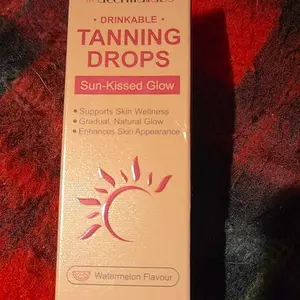 • DRINKABLE •
TANNING
DROPS
Sun-Kissed Glow
• Supports Skin Wellness
• Gradual, Natural Glow
• Enhances Skin Appearance
Watermelon Flavour